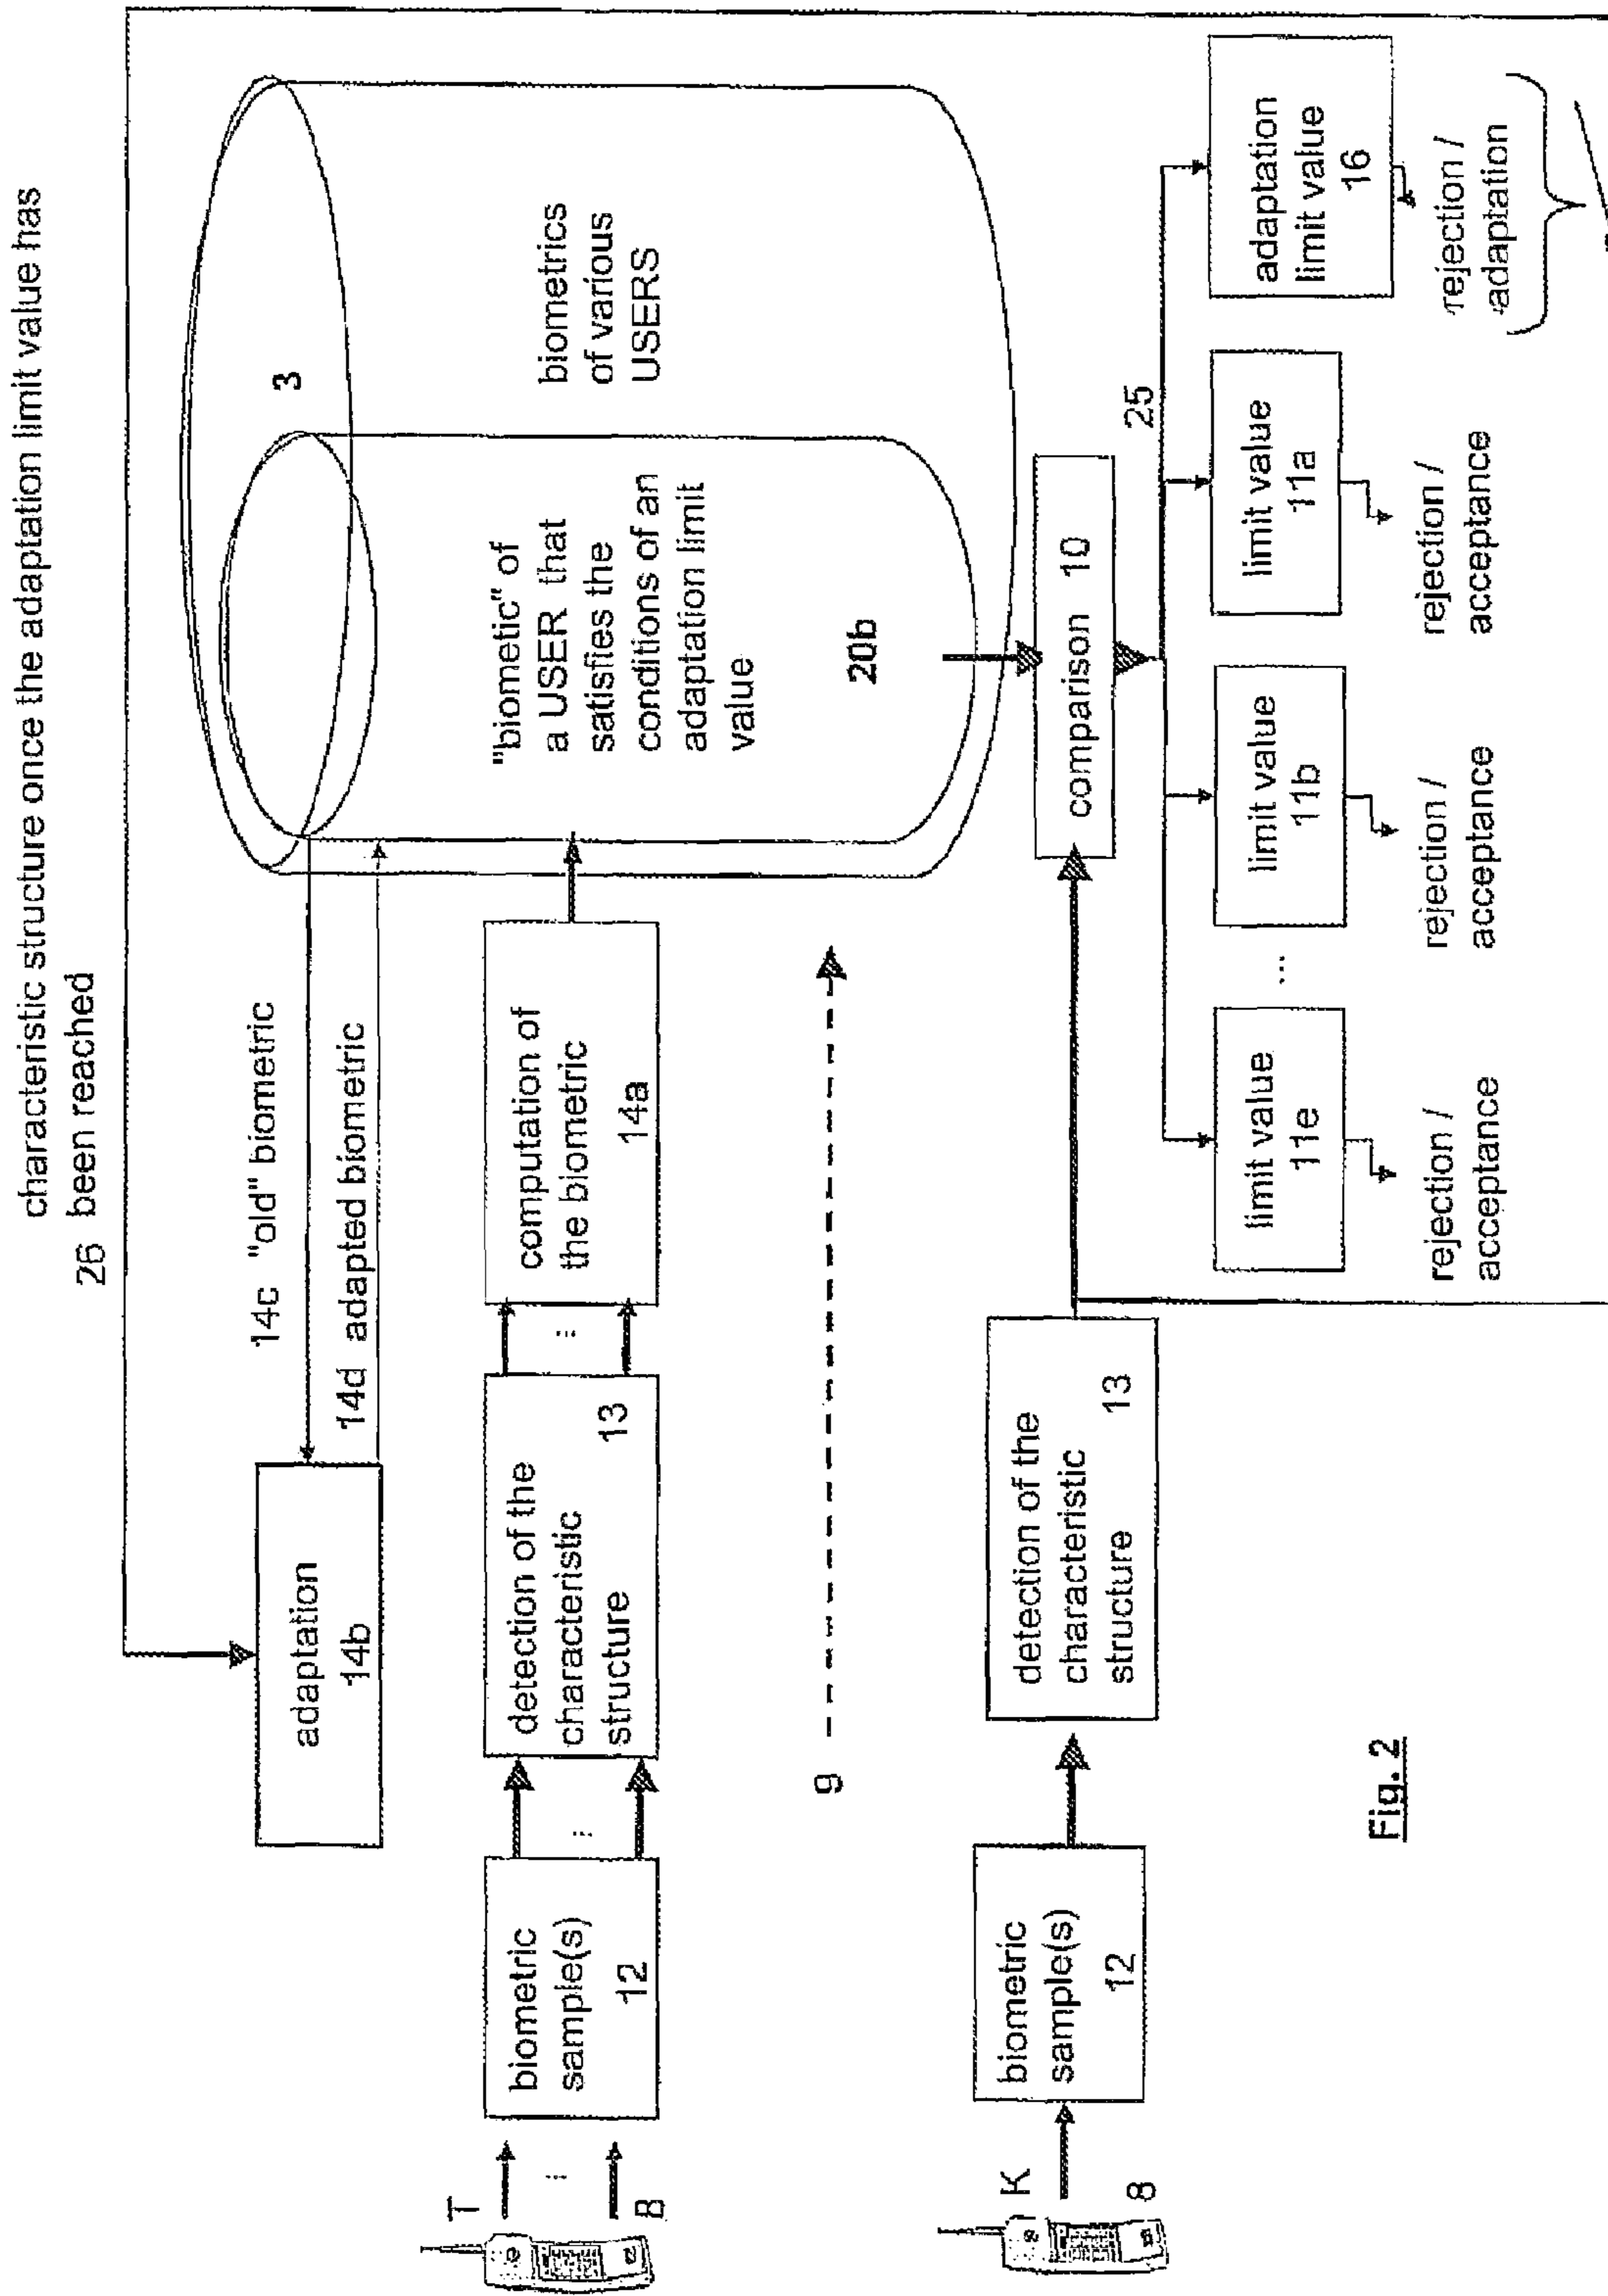 characteristic structure once the adaptation limit value has
26 been reached
14c "old" biometric
14d adapted biometric
adaptation
14b
3
T
B
biometric
sample(s)
12
...
detection of the
characteristic
structure
13
...
computation of
the biometric
14a
"biometic" of
a USER that
satisfies the
conditions of an
adaptation limit
value
20b
biometrics
of various
USERS
9
K
8
biometric
sample(s)
12
detection of the
characteristic
structure
13
comparison 10
25
limit value
11e
...
limit value
11b
limit value
11a
adaptation
limit value
16
rejection /
acceptance
rejection /
acceptance
rejection /
acceptance
rejection /
adaptation
Fig. 2